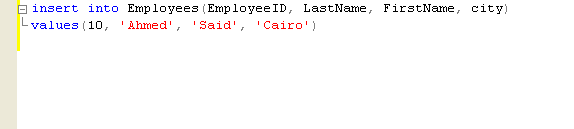 insert into Employees(EmployeeID, LastName, FirstName, city)
values(10, 'Ahmed', 'Said', 'Cairo')